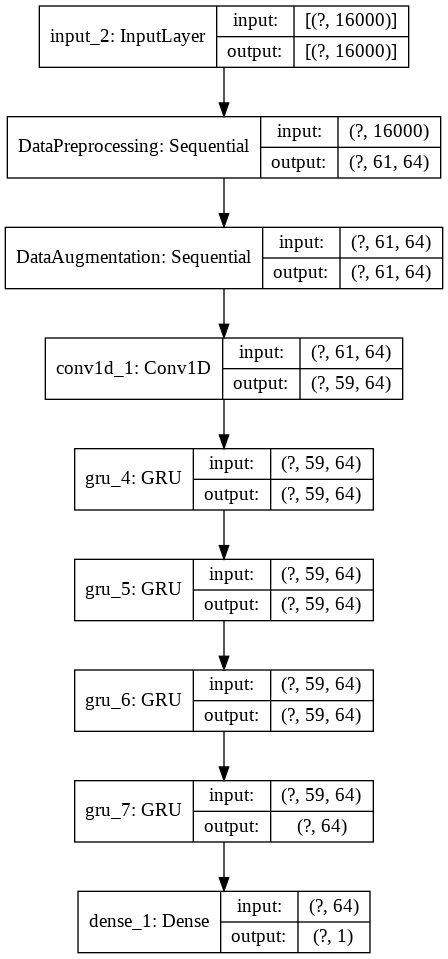 input_2: InputLayer
input: [(?, 16000)]
output: [(?, 16000)]
DataPreprocessing: Sequential
input: (?, 16000)
output: (?, 61, 64)
DataAugmentation: Sequential
input: (?, 61, 64)
output: (?, 61, 64)
conv1d_1: Conv1D
input: (?, 61, 64)
output: (?, 59, 64)
gru_4: GRU
input: (?, 59, 64)
output: (?, 59, 64)
gru_5: GRU
input: (?, 59, 64)
output: (?, 59, 64)
gru_6: GRU
input: (?, 59, 64)
output: (?, 59, 64)
gru_7: GRU
input: (?, 59, 64)
output: (?, 64)
dense_1: Dense
input: (?, 64)
output: (?, 1)